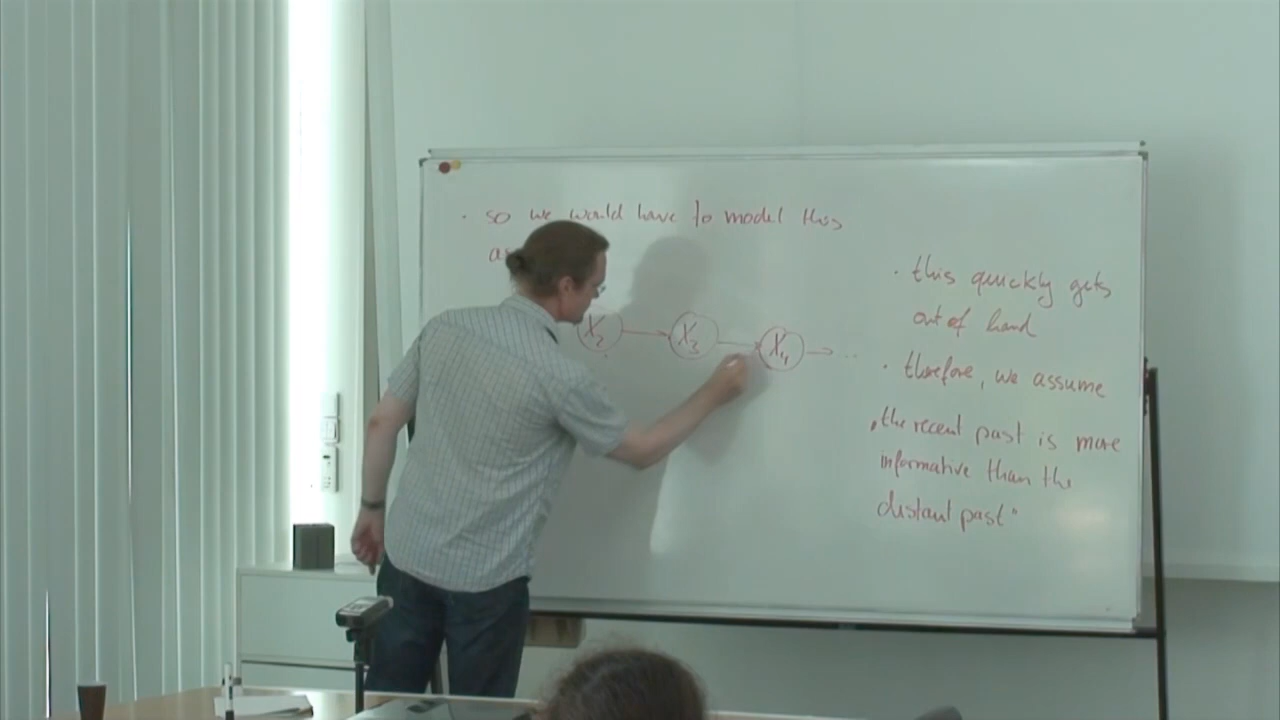 · so we would have to model this
X2 → X3 → X4 → ...
· this quickly gets
out of hand
· therefore, we assume
„the recent past is more
informative than the
distant past"